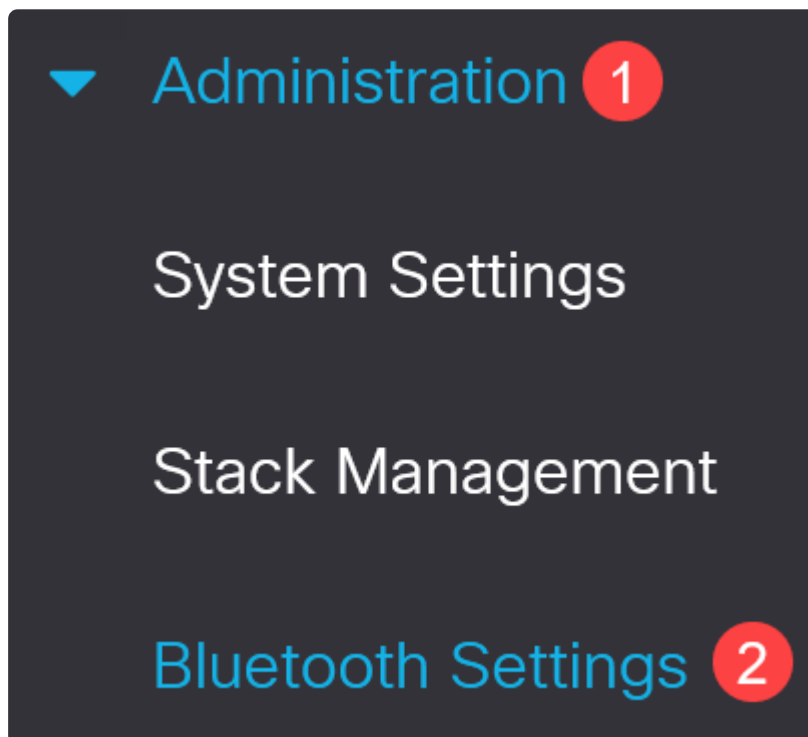 Administration 1
System Settings
Stack Management
Bluetooth Settings 2